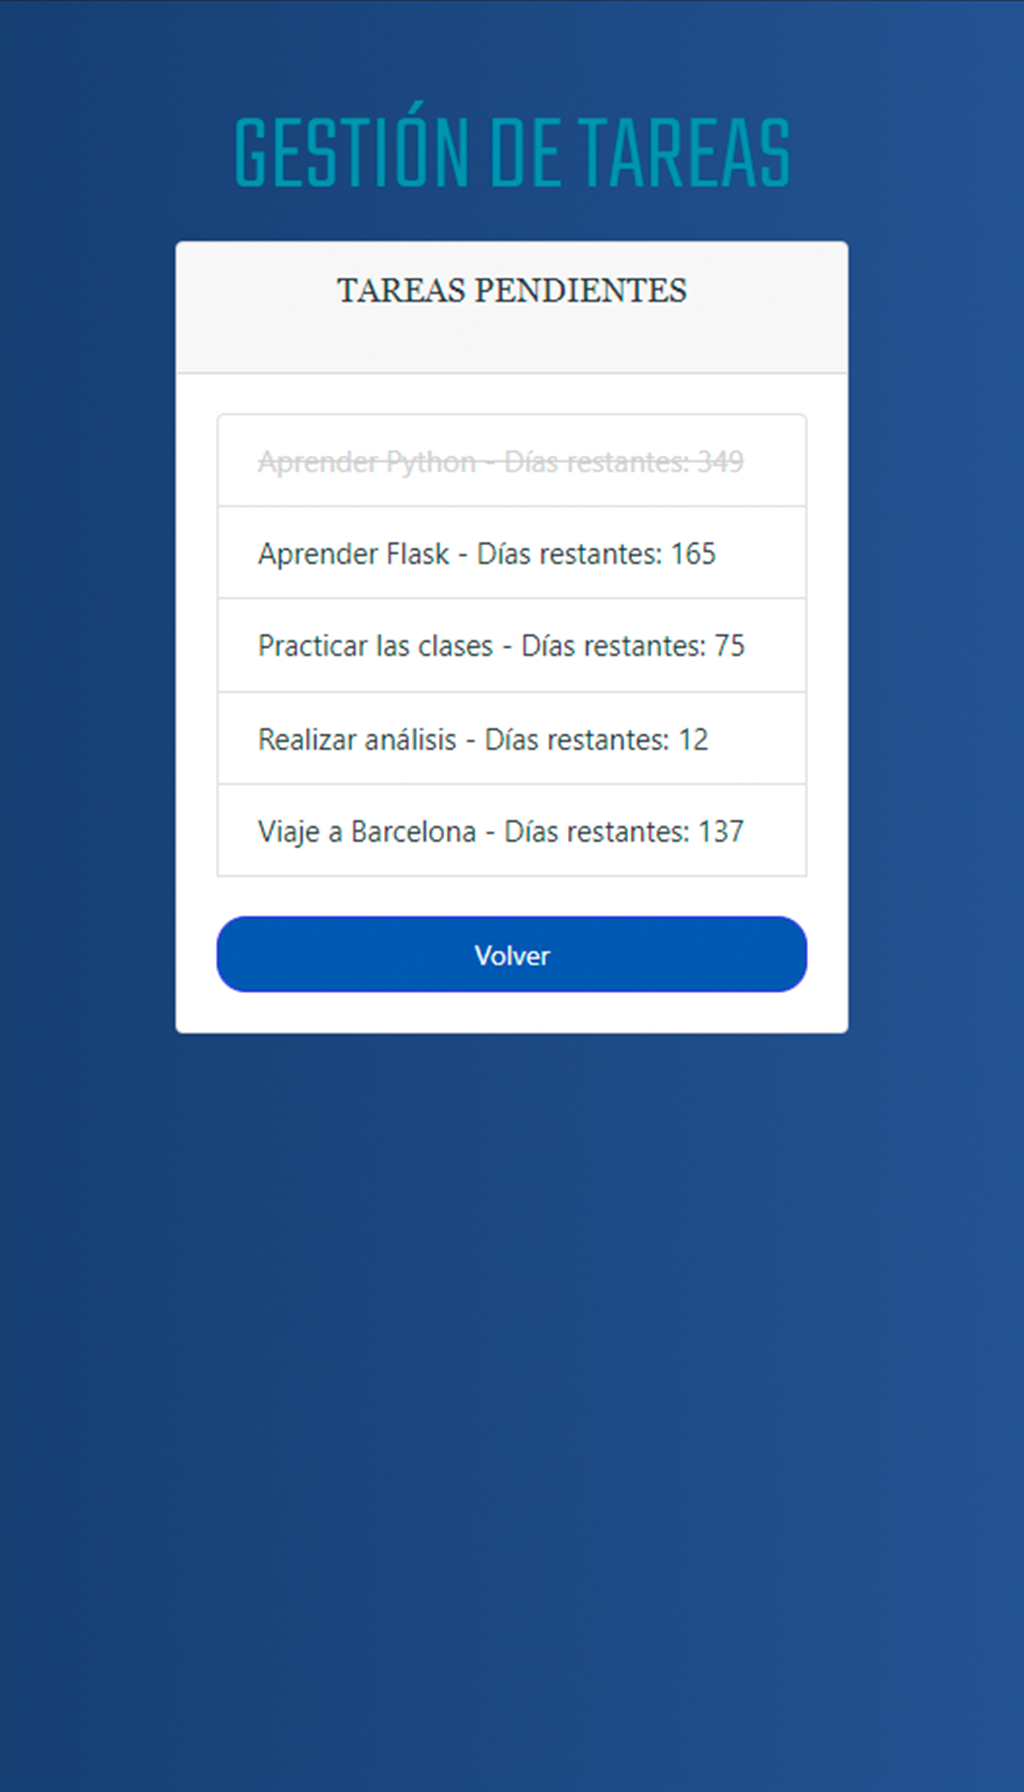 GESTIÓN DE TAREAS
TAREAS PENDIENTES
Aprender Python - Días restantes: 349
Aprender Flask - Días restantes: 165
Practicar las clases - Días restantes: 75
Realizar análisis - Días restantes: 12
Viaje a Barcelona - Días restantes: 137
Volver